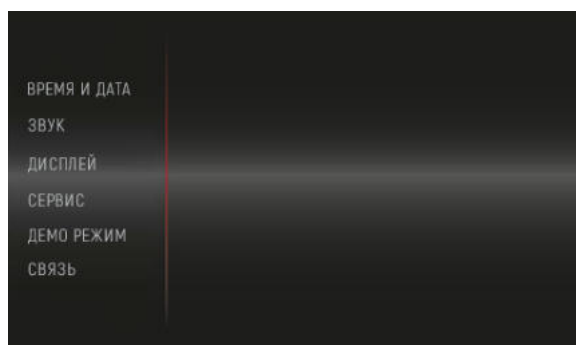 ВРЕМЯ И ДАТА
ЗВУК
ДИСПЛЕЙ
СЕРВИС
ДЕМО РЕЖИМ
СВЯЗЬ